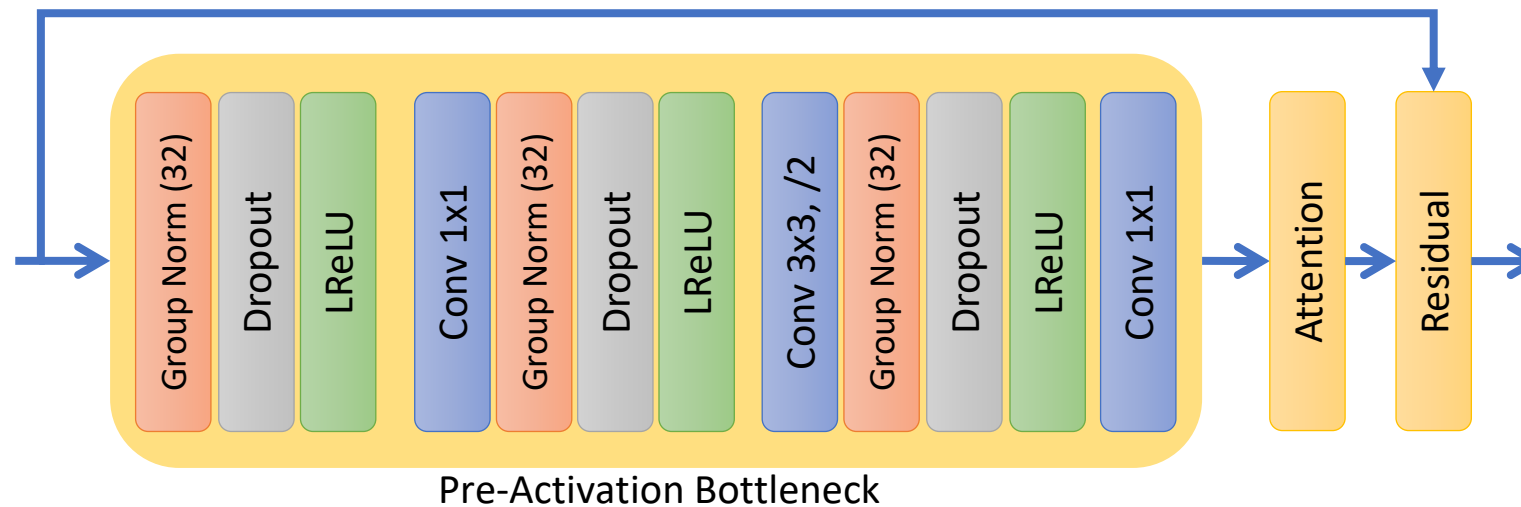 Group Norm (32)
Dropout
LReLU
Conv 1x1
Group Norm (32)
Dropout
LReLU
Conv 3x3, /2
Group Norm (32)
Dropout
LReLU
Conv 1x1
Attention
Residual
Pre-Activation Bottleneck